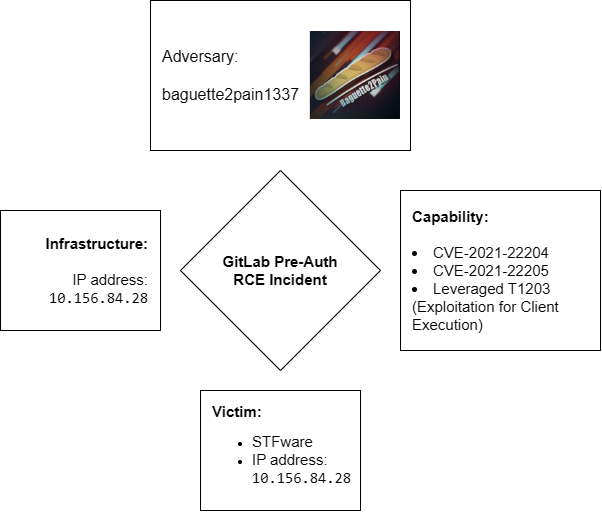 Adversary:
baguette2pain1337
Baguette2Pain
GitLab Pre-Auth
RCE Incident
Infrastructure:
IP address:
10.156.84.28
Capability:
• CVE-2021-22204
• CVE-2021-22205
• Leveraged T1203
(Exploitation for Client
Execution)
Victim:
• STFware
• IP address:
10.156.84.28